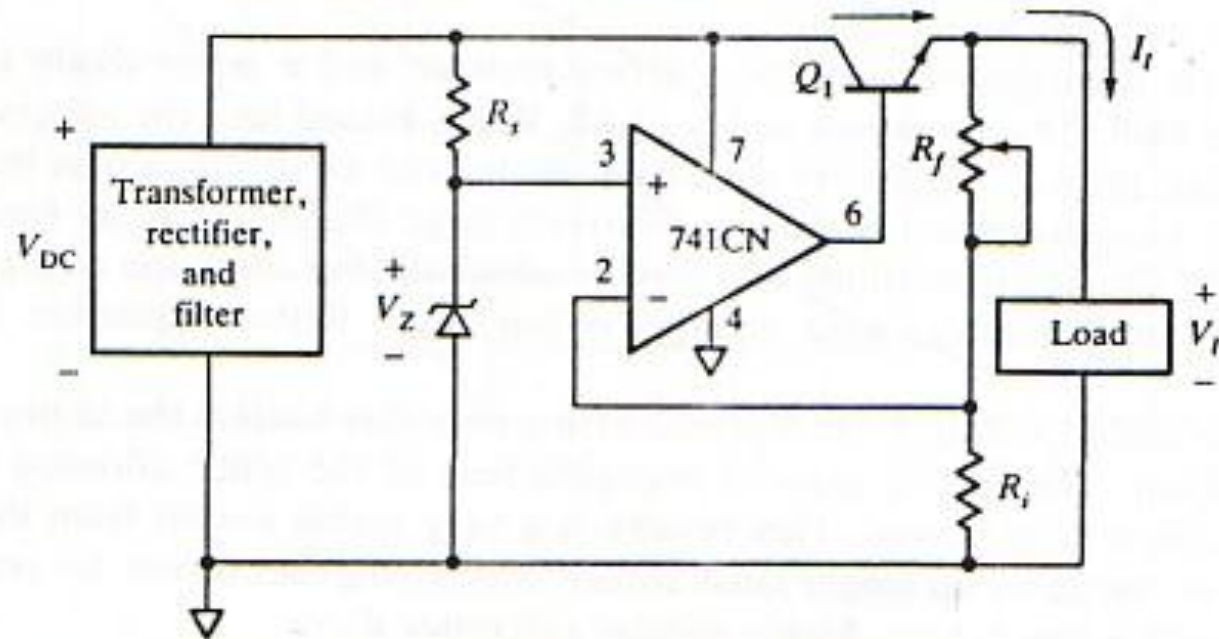 I_l
Q_1
R_s
R_f
3
7
+
+
Transformer,
rectifier,
and
filter
741CN
6
V_DC
2
+
V_Z
−
−
4
+
Load
V_l
−
−
R_i